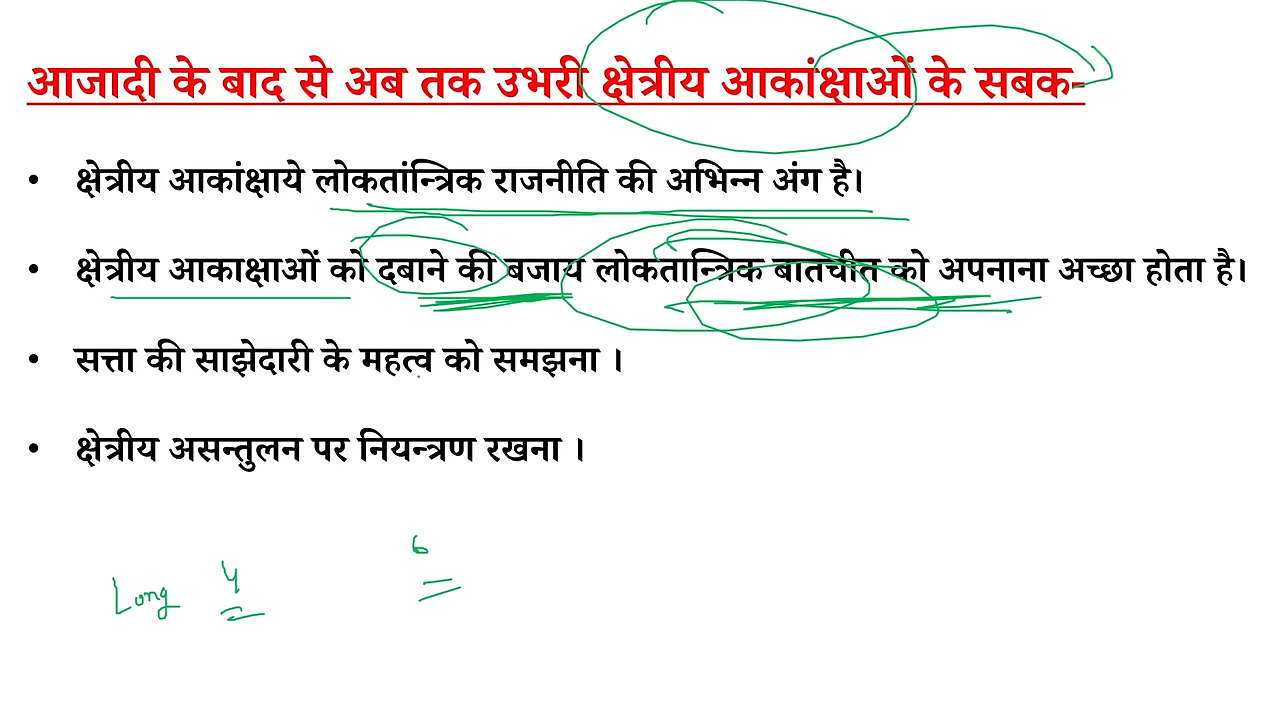 आजादी के बाद से अब तक उभरी क्षेत्रीय आकांक्षाओं के सबक-
• क्षेत्रीय आकांक्षाये लोकतांन्त्रिक राजनीति की अभिन्न अंग है।
• क्षेत्रीय आकाक्षाओं को दबाने की बजाय लोकतान्त्रिक बातचीत को अपनाना अच्छा होता है।
• सत्ता की साझेदारी के महत्व को समझना ।
• क्षेत्रीय असन्तुलन पर नियन्त्रण रखना ।
Long 4 6